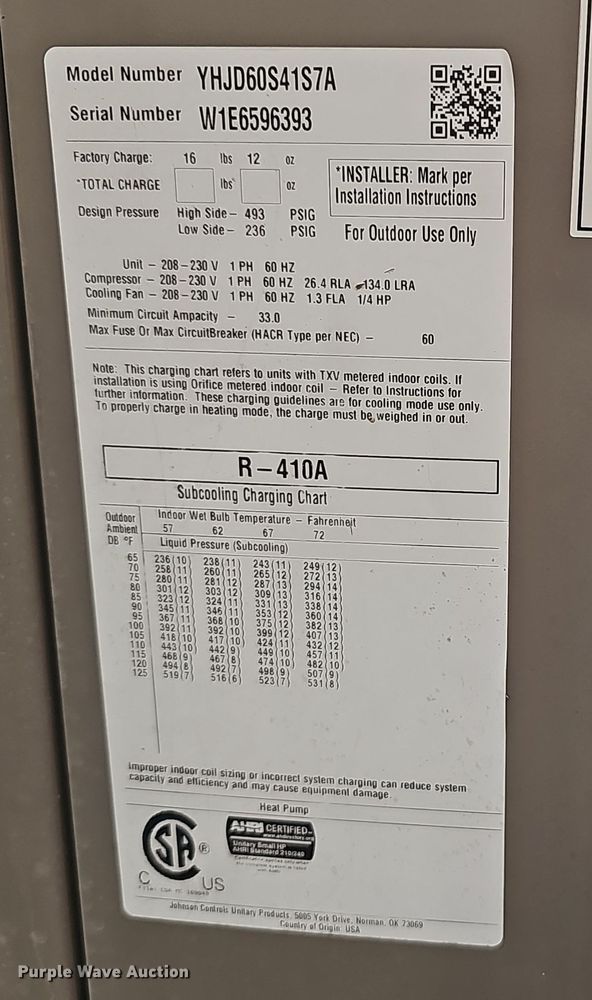 Model Number YHJD60S41S7A
Serial Number W1E6596393
Factory Charge: 16 lbs 12 oz
*TOTAL CHARGE lbs oz
*INSTALLER: Mark per
Installation Instructions
Design Pressure High Side – 493 PSIG
Low Side – 236 PSIG
For Outdoor Use Only
Unit – 208–230 V 1 PH 60 HZ
Compressor – 208–230 V 1 PH 60 HZ 26.4 RLA 134.0 LRA
Cooling Fan – 208–230 V 1 PH 60 HZ 1.3 FLA 1/4 HP
Minimum Circuit Ampacity – 33.0
Max Fuse Or Max CircuitBreaker (HACR Type per NEC) – 60
Note: This charging chart refers to units with TXV metered indoor coils. If
installation is using Orifice metered indoor coil – Refer to Instructions for
further information. These charging guidelines are for cooling mode use only.
To properly charge in heating mode, the charge must be weighed in or out.
R–410A
Subcooling Charging Chart
Outdoor Indoor Wet Bulb Temperature – Fahrenheit
Ambient 57 62 67 72
DB °F Liquid Pressure (Subcooling)
65 236(10) 238(11) 243(11) 249(12)
70 258(11) 260(11) 265(12) 272(13)
75 280(11) 281(12) 287(13) 294(14)
80 301(12) 303(12) 309(13) 316(14)
85 323(12) 324(11) 331(13) 338(14)
90 345(11) 346(11) 353(12) 360(14)
95 367(11) 368(10) 375(12) 382(13)
100 392(11) 392(10) 399(12) 407(13)
105 418(10) 417(10) 424(11) 432(12)
110 443(10) 442(9) 449(10) 457(11)
115 468(9) 467(8) 474(10) 482(10)
120 494(8) 492(7) 498(9) 507(9)
125 519(7) 516(6) 523(7) 531(8)
Improper indoor coil sizing or incorrect system charging can reduce system
capacity and efficiency and may cause equipment damage
Heat Pump
SA ®
C US
AHRI CERTIFIED
www.ahridirectory.org
Unitary Small HP
AHRI Standard 210/240
Johnson Controls Unitary Products, 5005 York Drive, Norman, OK 73069
Country of Origin: USA
Purple Wave Auction